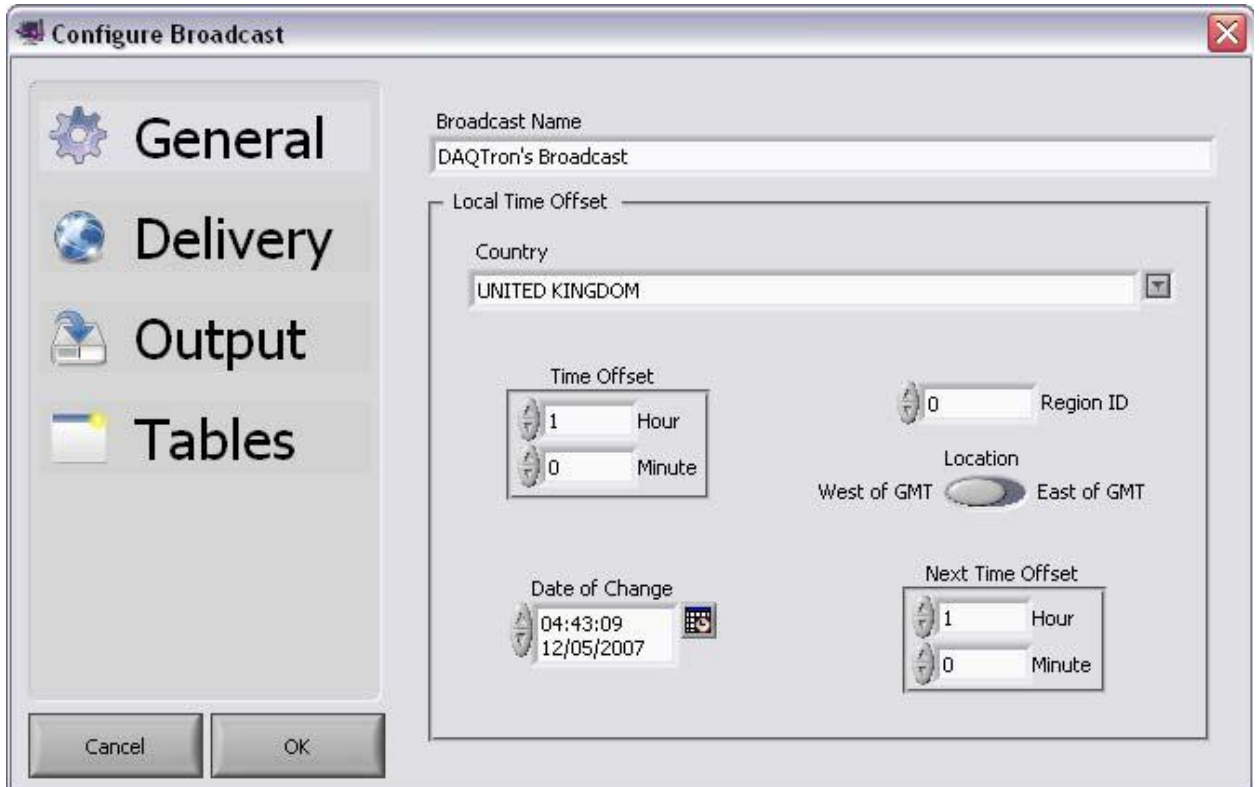 Configure Broadcast
General
Delivery
Output
Tables
Cancel
OK
Broadcast Name
DAQTron's Broadcast
Local Time Offset
Country
UNITED KINGDOM
Time Offset
1 Hour
0 Minute
0 Region ID
Location
West of GMT East of GMT
Date of Change
04:43:09
12/05/2007
Next Time Offset
1 Hour
0 Minute